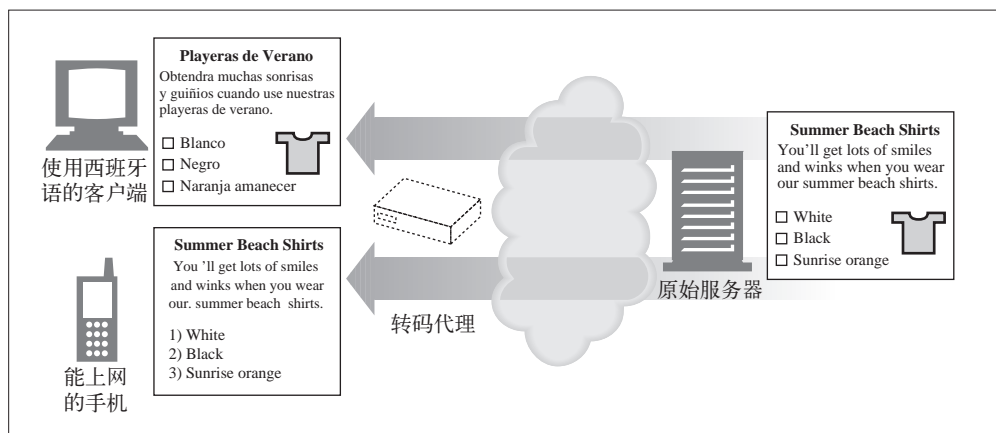 Playeras de Verano
Obtendra muchas sonrisas
y guiñios cuando use nuestras
playeras de verano.
□ Blanco
□ Negro
□ Naranja amanecer
使用西班牙
语的客户端
Summer Beach Shirts
You 'll get lots of smiles
and winks when you wear
our. summer beach shirts.
1) White
2) Black
3) Sunrise orange
能上网
的手机
转码代理
原始服务器
Summer Beach Shirts
You'll get lots of smiles
and winks when you wear
our summer beach shirts.
□ White
□ Black
□ Sunrise orange